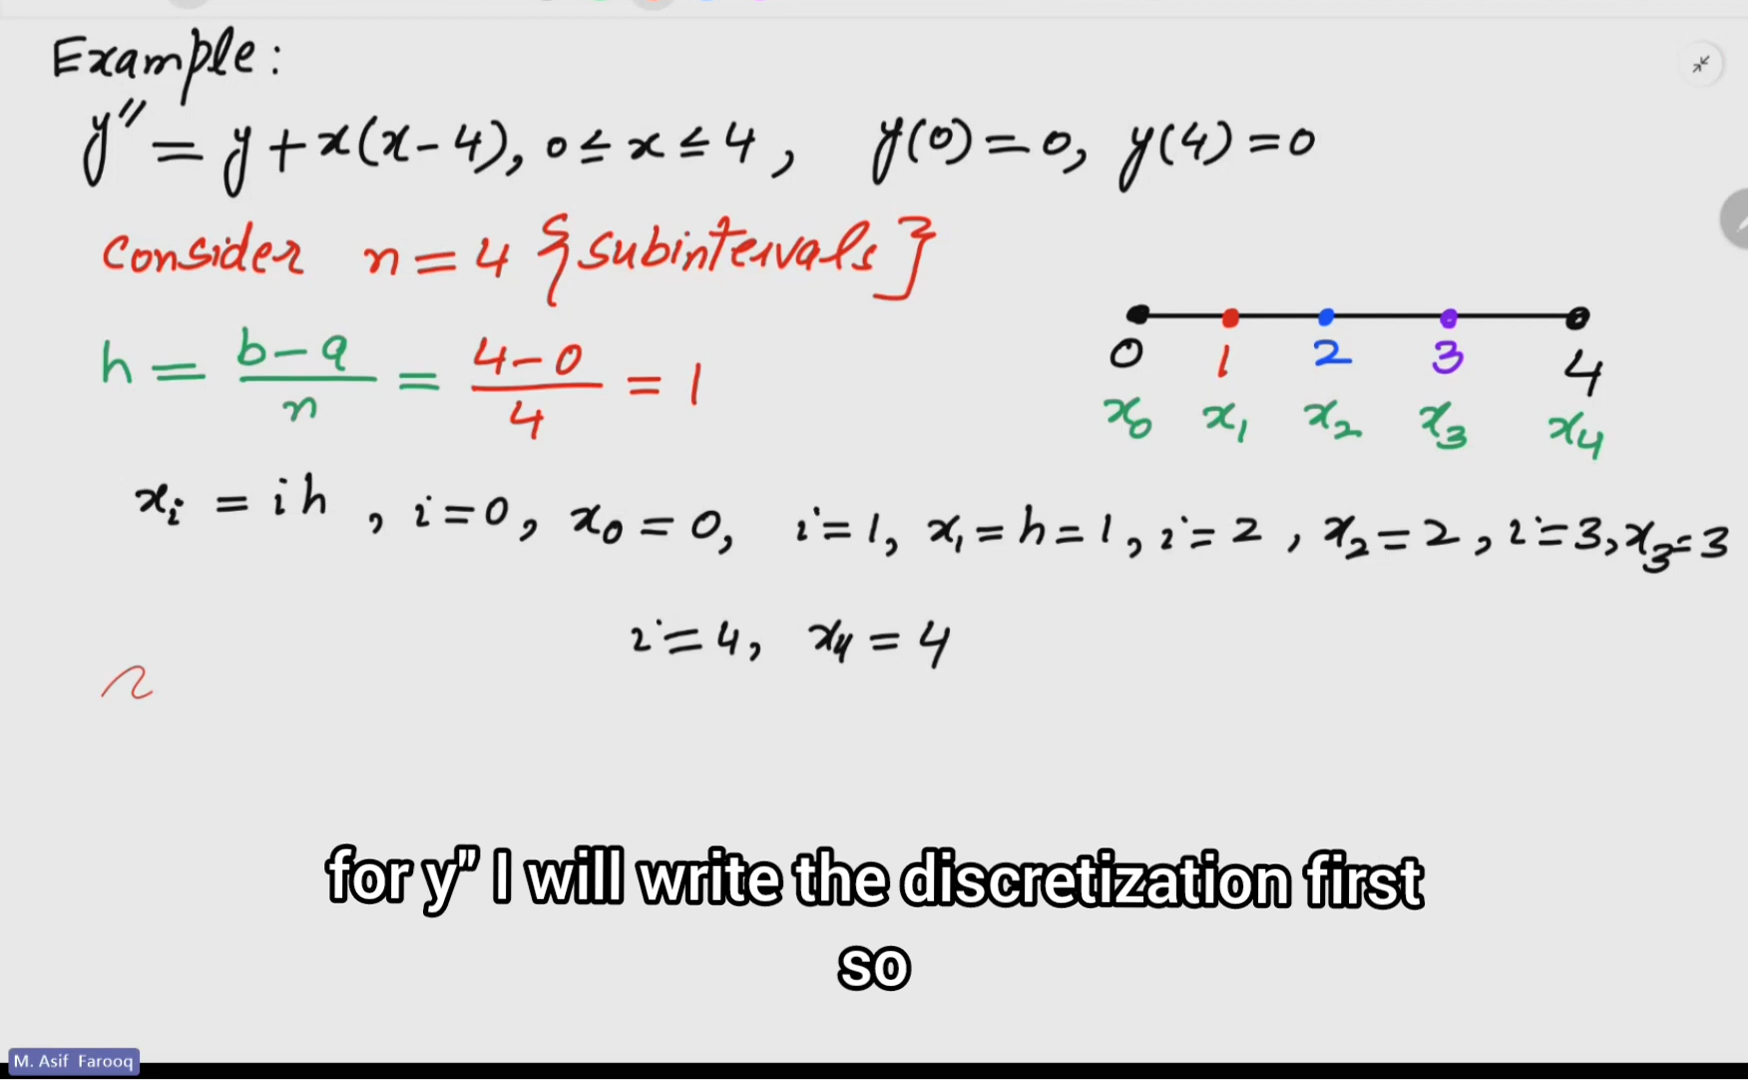 Example:
y'' = y + x(x-4), 0 ≤ x ≤ 4, y(0) = 0, y(4) = 0
Consider n = 4 {subintervals}
h = (b-a)/n = (4-0)/4 = 1
0 1 2 3 4
x₀ x₁ x₂ x₃ x₄
xᵢ = ih, i=0, x₀ = 0, i=1, x₁ = h = 1, i=2, x₂ = 2, i=3, x₃ = 3
i=4, x₄ = 4
for y" I will write the discretization first
so
M. Asif Farooq